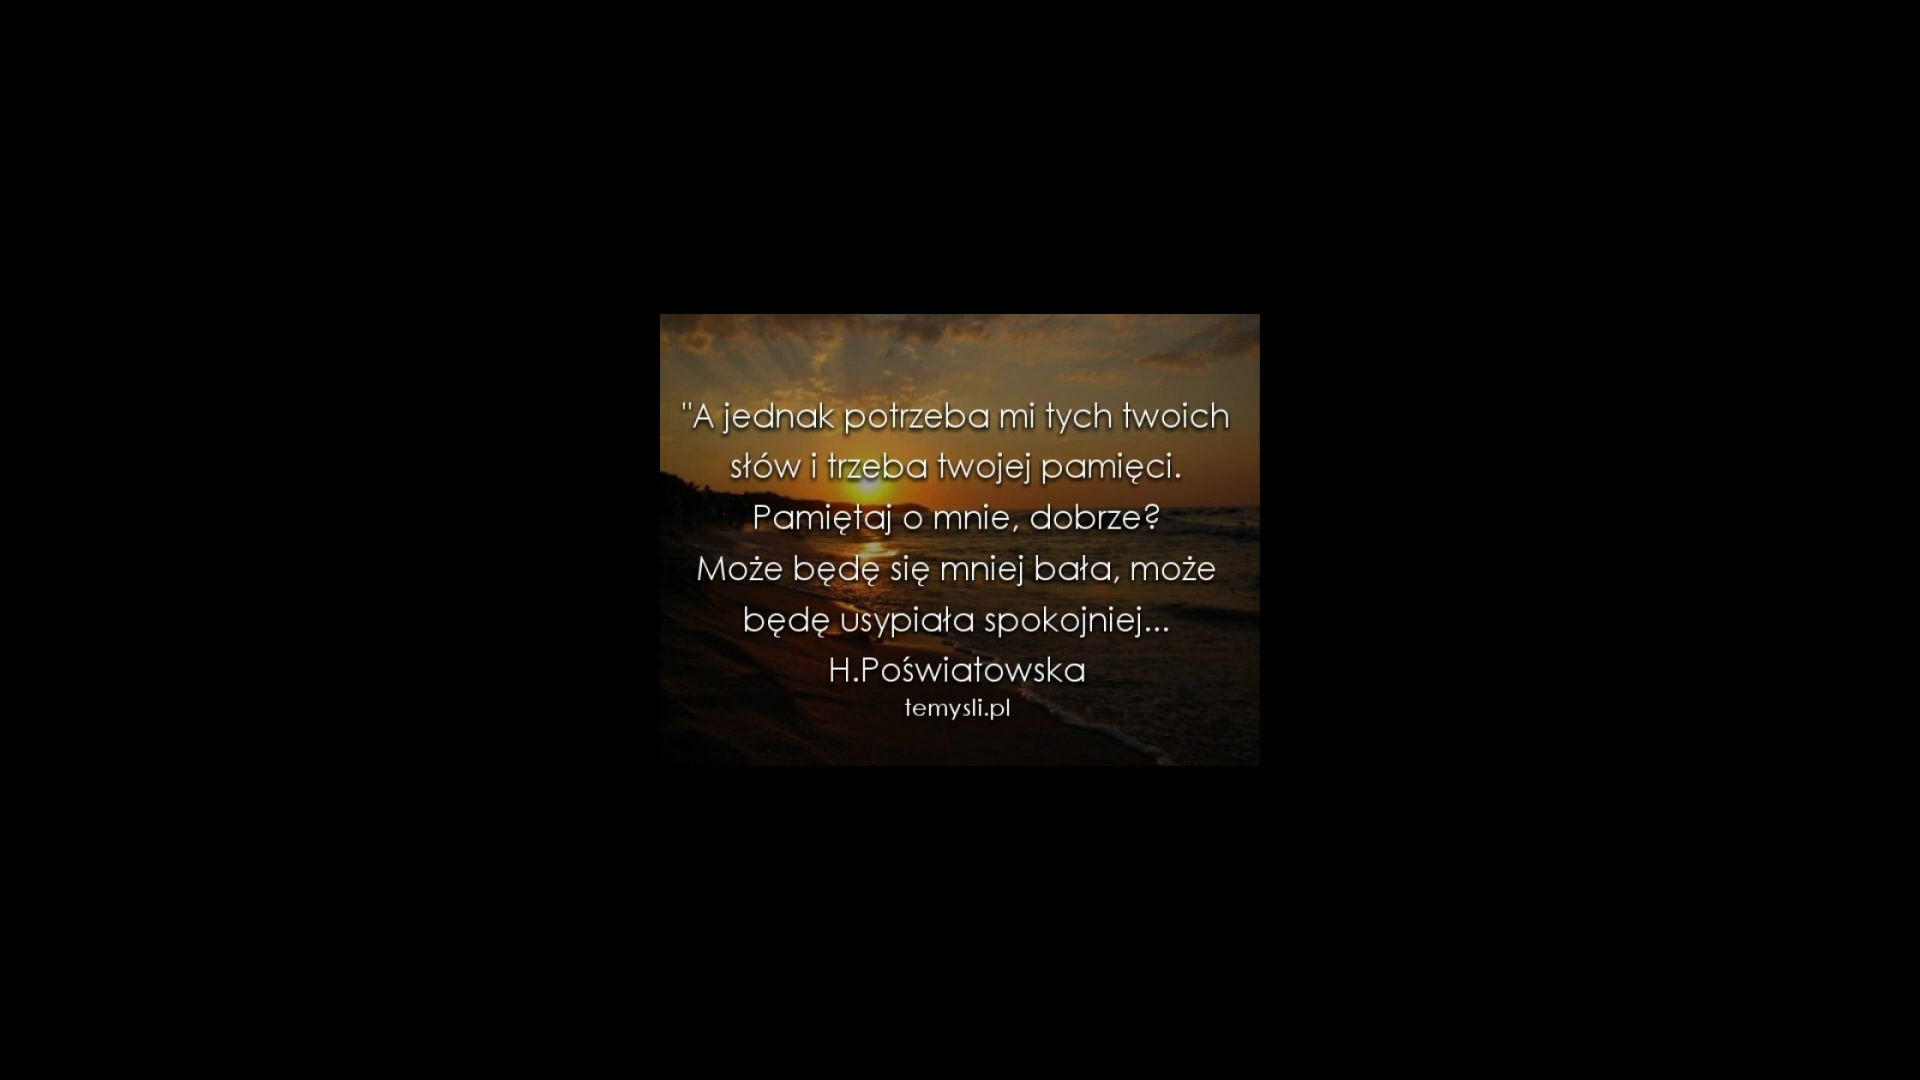 "A jednak potrzeba mi tych twoich
słów i trzeba twojej pamięci.
Pamiętaj o mnie, dobrze?
Może będę się mniej bała, może
będę usypiała spokojniej...
H.Poświatowska
temysli.pl